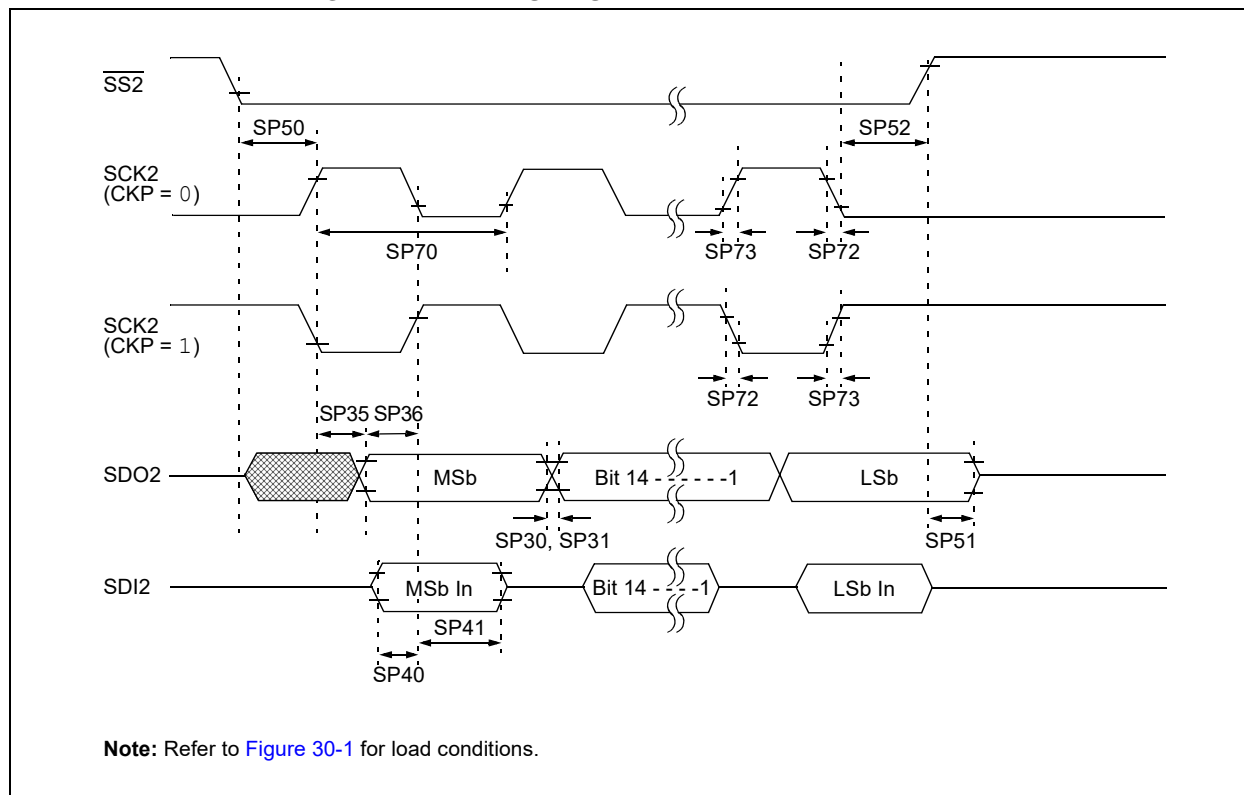 SS2
SP50
SP52
SCK2
(CKP = 0)
SP70
SP73
SP72
SCK2
(CKP = 1)
SP72
SP73
SP35 SP36
SDO2
MSb
Bit 14 - - - - - -1
LSb
SP30, SP31
SP51
SDI2
MSb In
Bit 14 - - - -1
LSb In
SP41
SP40
Note: Refer to Figure 30-1 for load conditions.